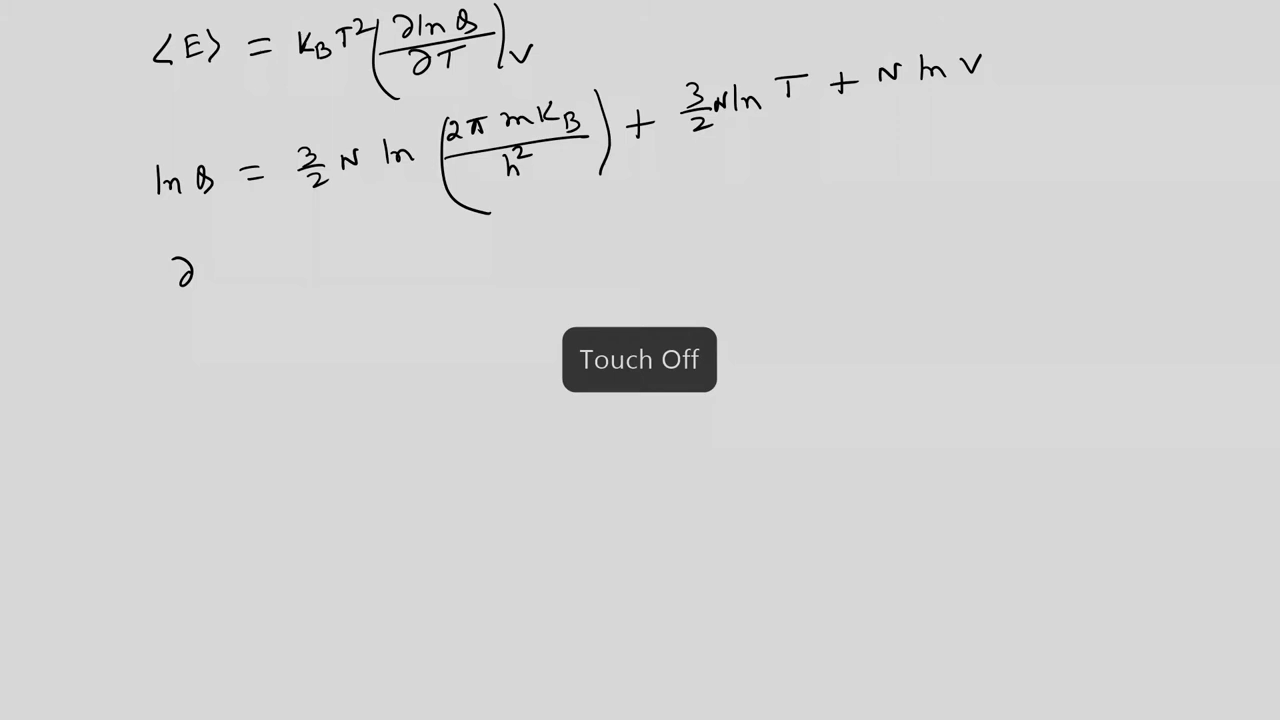 <E> = K_B T² (∂ln Q / ∂T)_V
ln Q = 3/2 N ln (2π m K_B / h²) + 3/2 N ln T + N ln V
∂
Touch Off